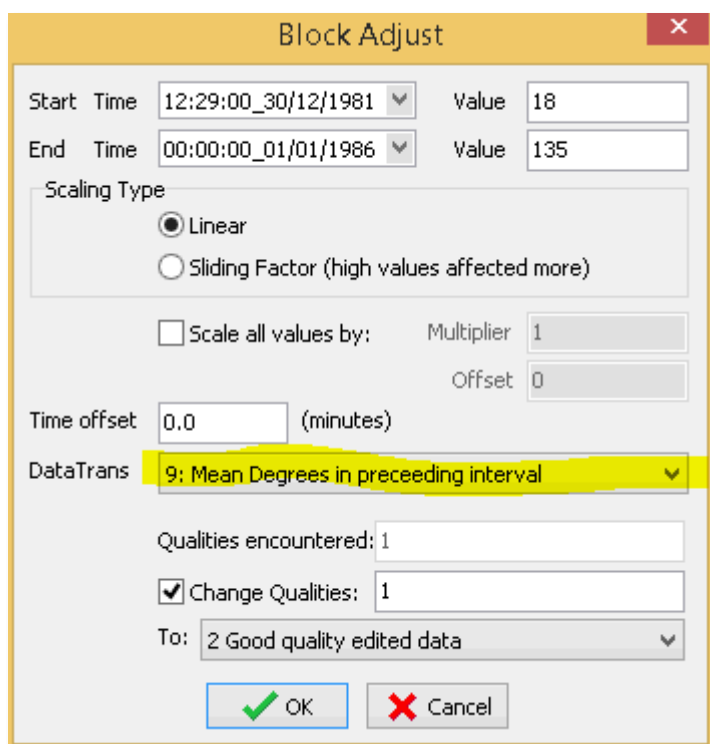 Block Adjust
Start Time 12:29:00_30/12/1981 Value 18
End Time 00:00:00_01/01/1986 Value 135
Scaling Type
Linear
Sliding Factor (high values affected more)
Scale all values by: Multiplier 1
Offset 0
Time offset 0.0 (minutes)
DataTrans 9: Mean Degrees in preceeding interval
Qualities encountered: 1
Change Qualities: 1
To: 2 Good quality edited data
OK Cancel